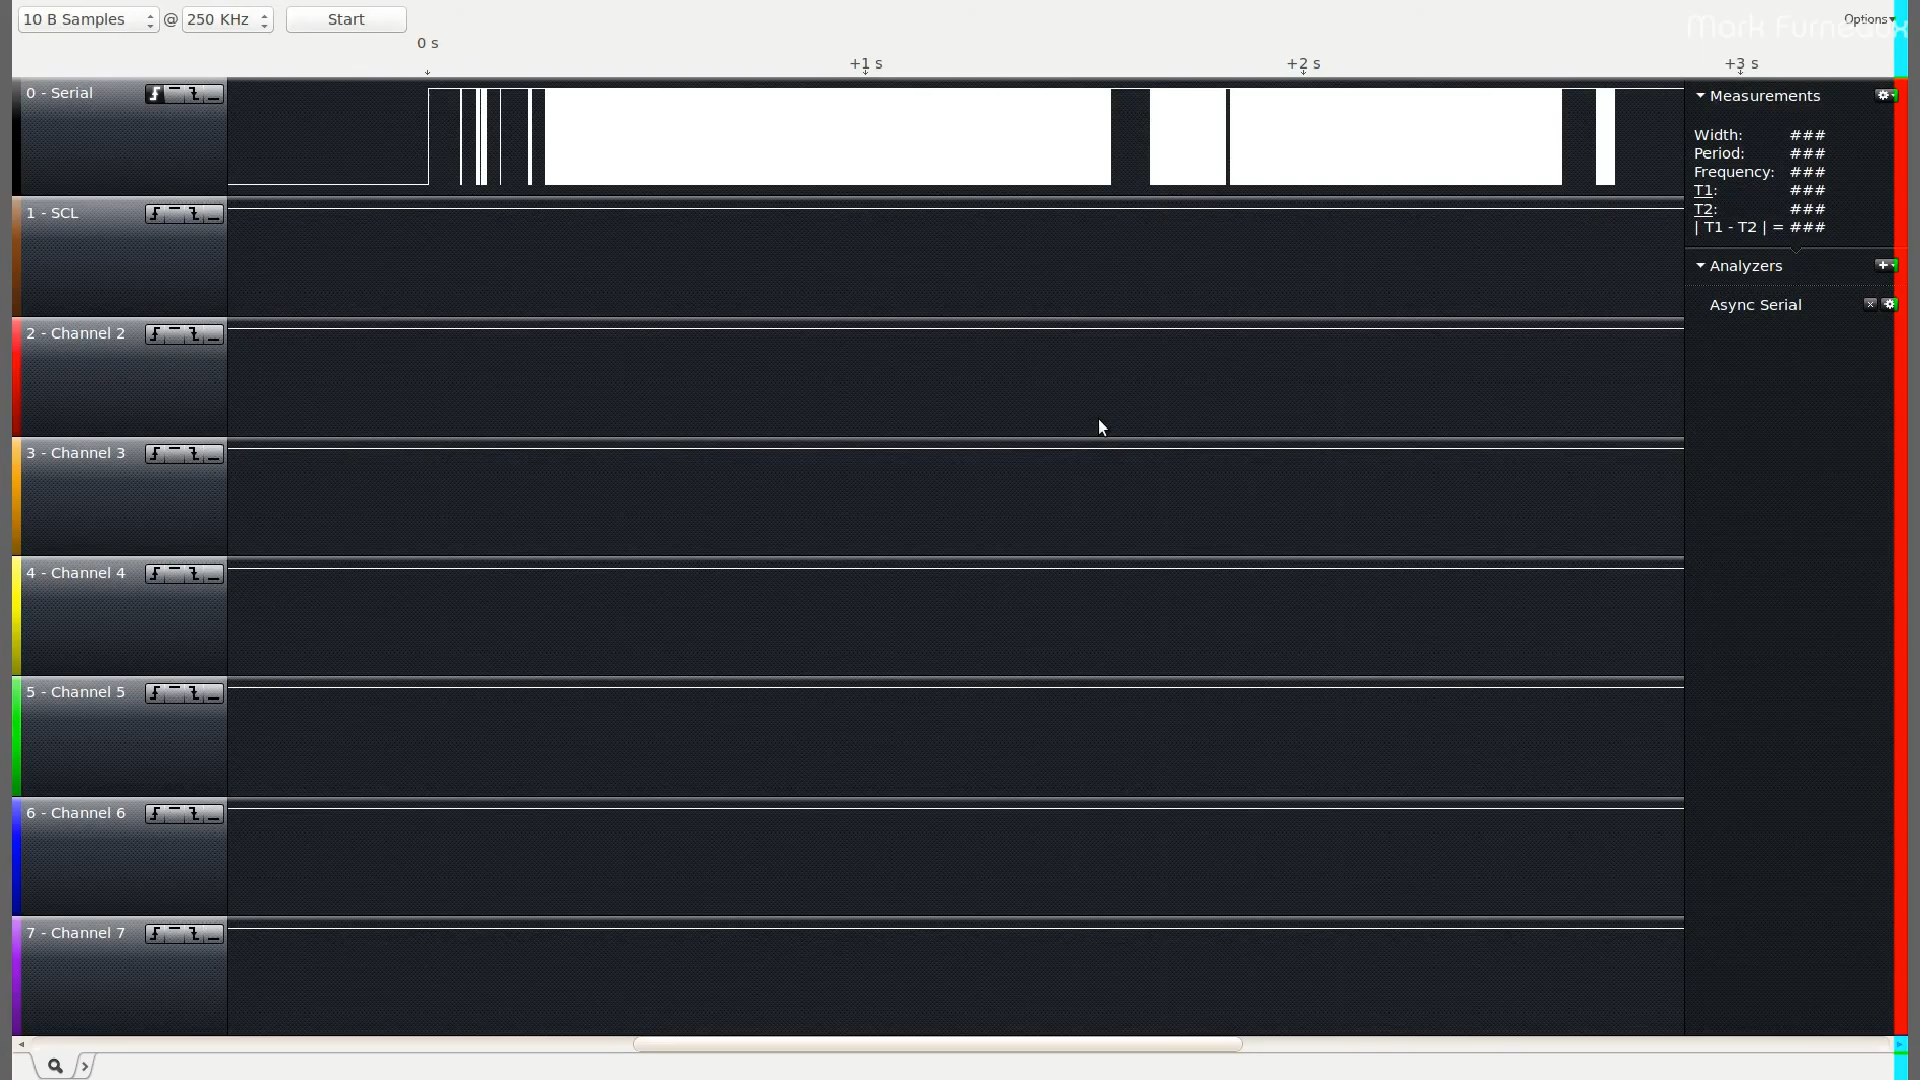 10 B Samples @ 250 KHz Start
Options
Mark Furneaux
0 s
+1 s +2 s +3 s
0 - Serial
1 - SCL
2 - Channel 2
3 - Channel 3
4 - Channel 4
5 - Channel 5
6 - Channel 6
7 - Channel 7
Measurements
Width: ###
Period: ###
Frequency: ###
T1: ###
T2: ###
| T1 - T2 | = ###
Analyzers
Async Serial